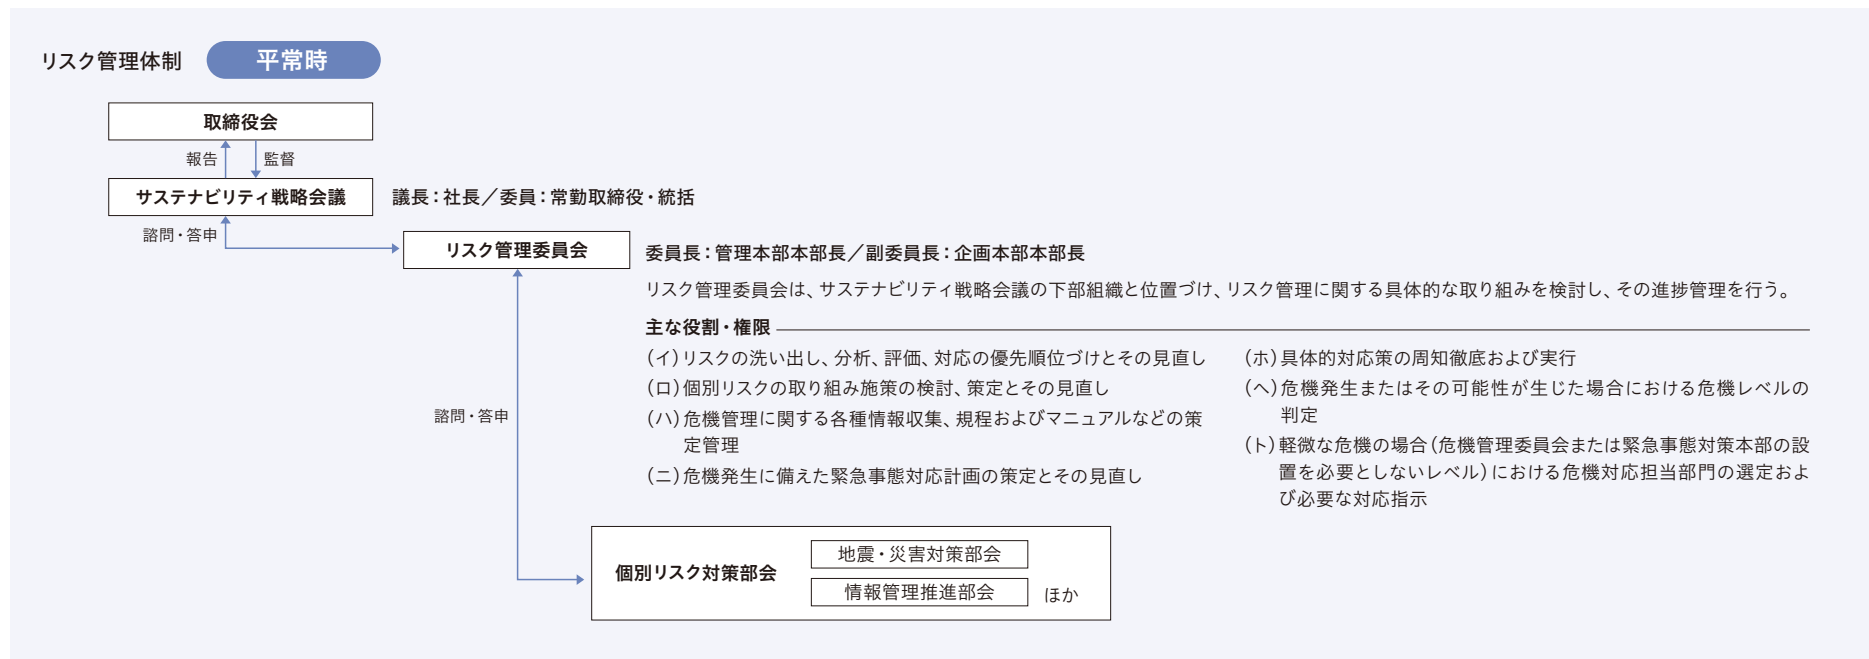 リスク管理体制
平常時
取締役会
報告
監督
サステナビリティ戦略会議
議長：社長／委員：常勤取締役・統括
諮問・答申
リスク管理委員会
委員長：管理本部本部長／副委員長：企画本部本部長
リスク管理委員会は、サステナビリティ戦略会議の下部組織と位置づけ、リスク管理に関する具体的な取り組みを検討し、その進捗管理を行う。
主な役割・権限
（イ）リスクの洗い出し、分析、評価、対応の優先順位づけとその見直し
（ロ）個別リスクの取り組み施策の検討、策定とその見直し
（ハ）危機管理に関する各種情報収集、規程およびマニュアルなどの策
定管理
（ニ）危機発生に備えた緊急事態対応計画の策定とその見直し
（ホ）具体的対応策の周知徹底および実行
（ヘ）危機発生またはその可能性が生じた場合における危機レベルの
判定
（ト）軽微な危機の場合（危機管理委員会または緊急事態対策本部の設
置を必要としないレベル）における危機対応担当部門の選定およ
び必要な対応指示
諮問・答申
個別リスク対策部会
地震・災害対策部会
情報管理推進部会
ほか